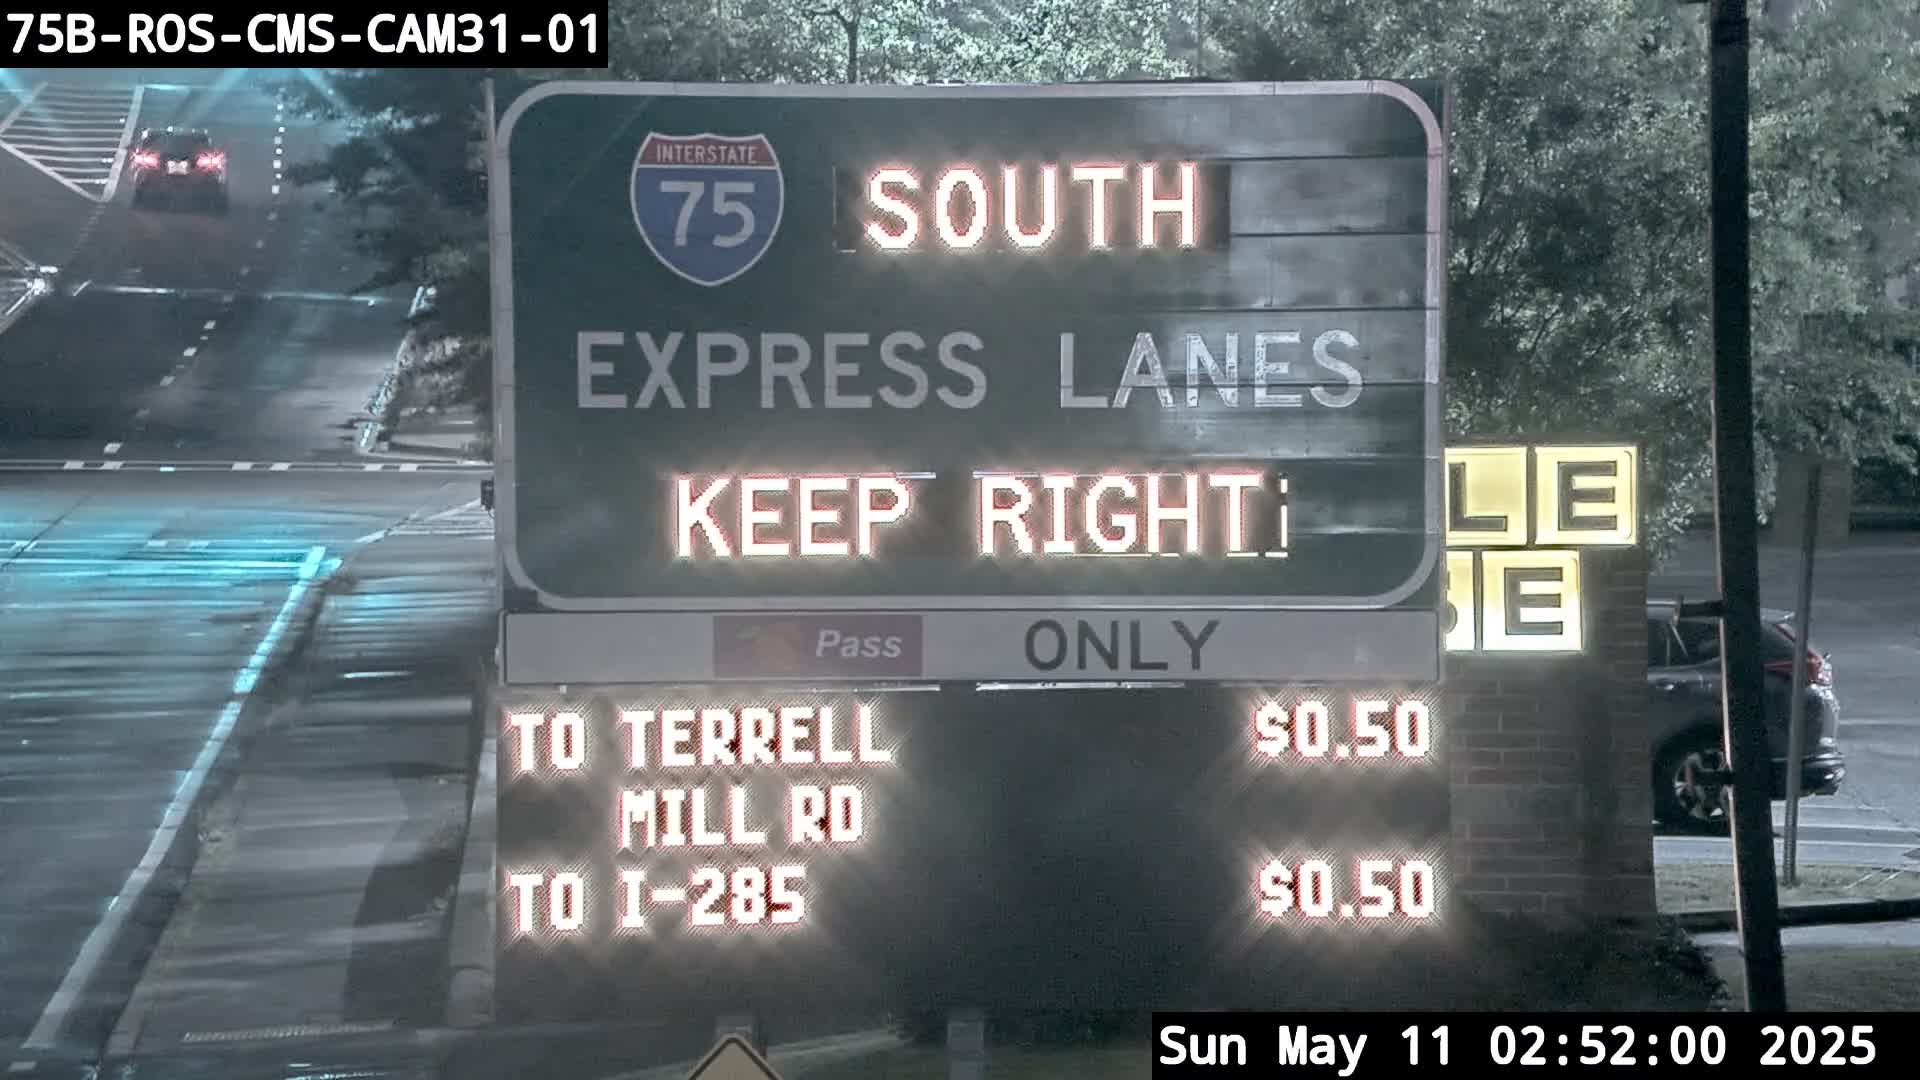 75B-ROS-CMS-CAM31-01
INTERSTATE
75
SOUTH
EXPRESS LANES
KEEP RIGHT
Pass
ONLY
LE
E
TO TERRELL $0.50
MILL RD
TO I-285 $0.50
Sun May 11 02:52:00 2025